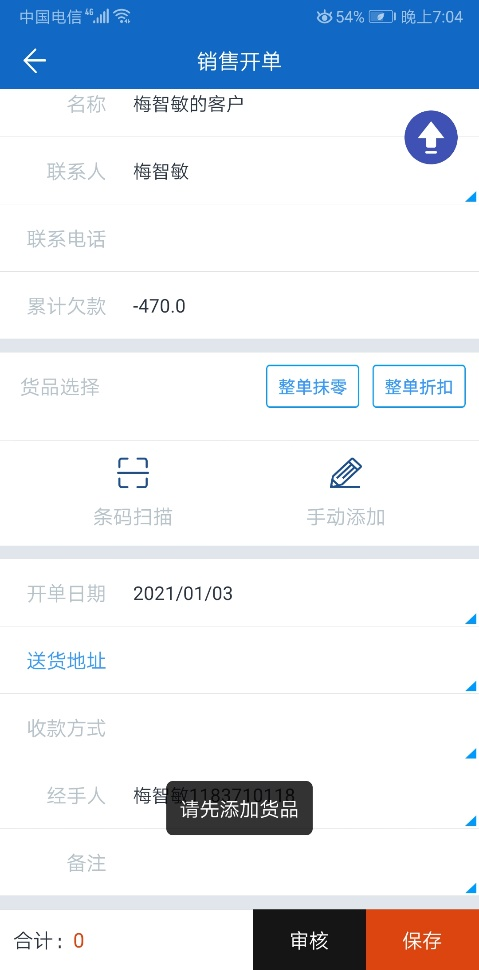 中国电信 4G 54% 晚上7:04
销售开单
名称 梅智敏的客户
联系人 梅智敏
联系电话
累计欠款 -470.0
货品选择 整单抹零 整单折扣
条码扫描 手动添加
开单日期 2021/01/03
送货地址
收款方式
经手人 梅智敏1183710118
请先添加货品
备注
合计：0 审核 保存